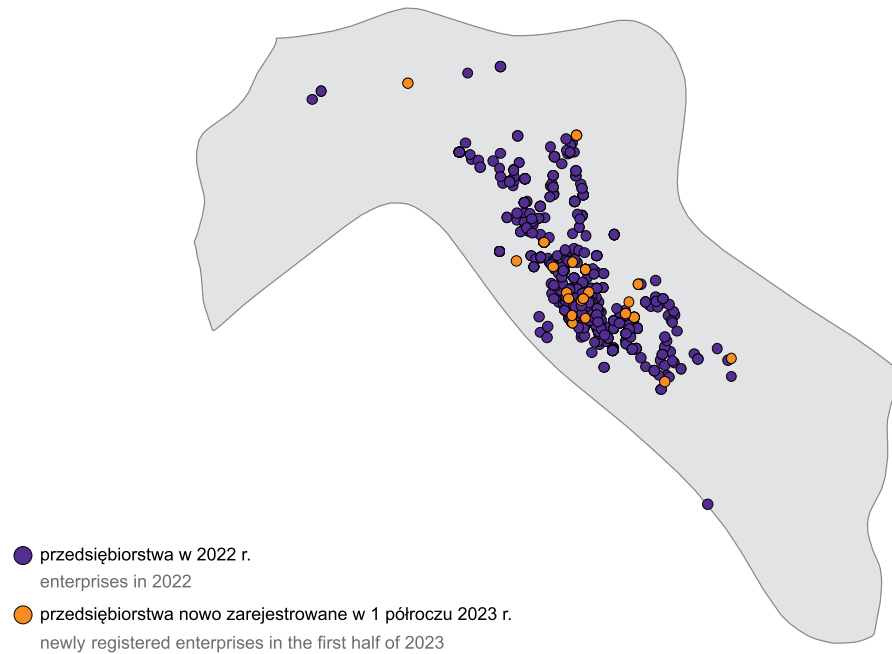 przedsiębiorstwa w 2022 r.
enterprises in 2022
przedsiębiorstwa nowo zarejestrowane w 1 półroczu 2023 r.
newly registered enterprises in the first half of 2023